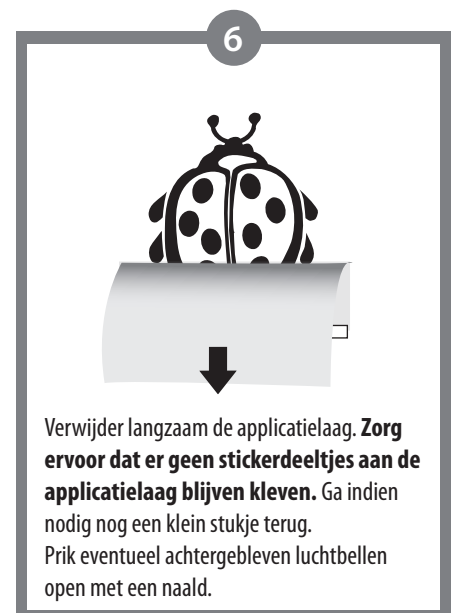 6
Verwijder langzaam de applicatielaag. Zorg
ervoor dat er geen stickerdeeltjes aan de
applicatielaag blijven kleven. Ga indien
nodig nog een klein stukje terug.
Prik eventueel achtergebleven luchtbellen
open met een naald.